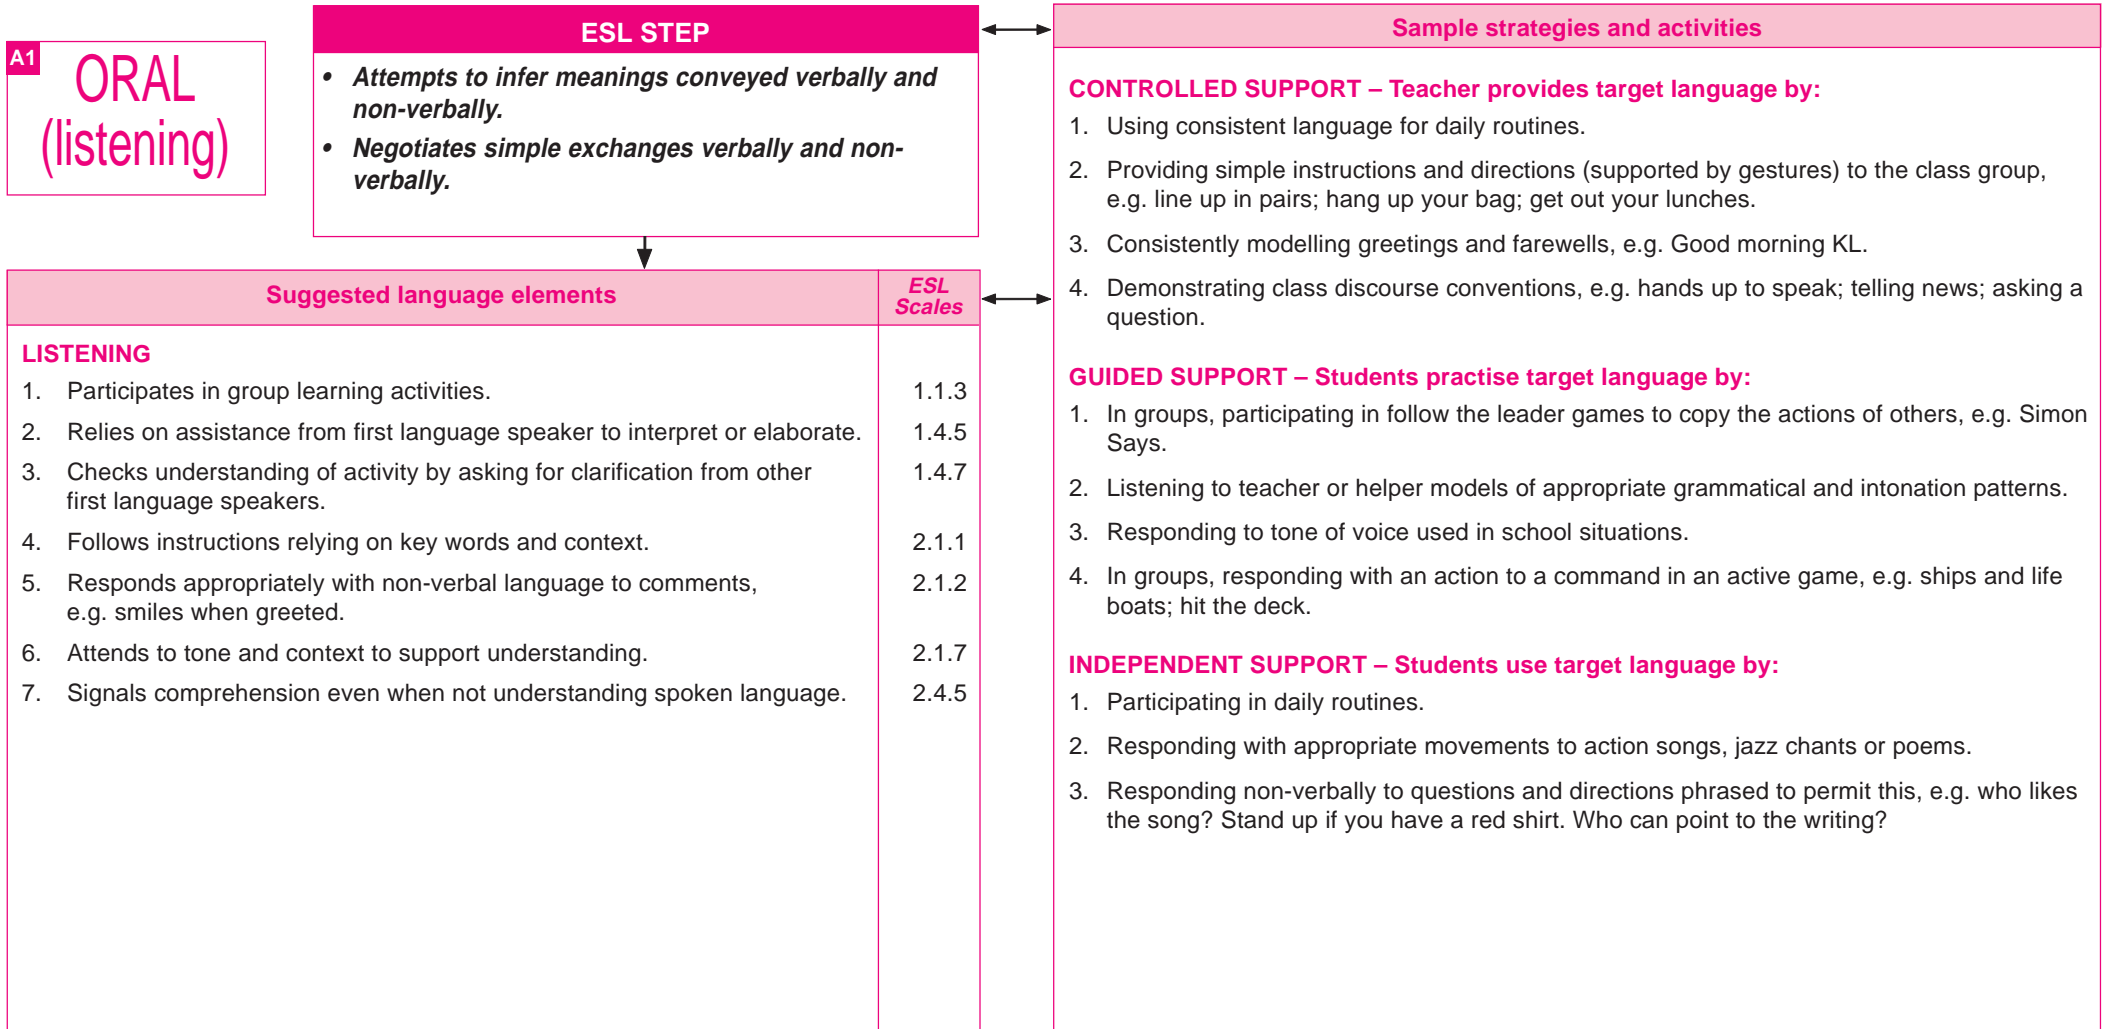 A1
ORAL
(listening)
ESL STEP
• Attempts to infer meanings conveyed verbally and
non-verbally.
• Negotiates simple exchanges verbally and non-
verbally.
Suggested language elements
ESL
Scales
LISTENING
1. Participates in group learning activities. 1.1.3
2. Relies on assistance from first language speaker to interpret or elaborate. 1.4.5
3. Checks understanding of activity by asking for clarification from other 1.4.7
first language speakers.
4. Follows instructions relying on key words and context. 2.1.1
5. Responds appropriately with non-verbal language to comments, 2.1.2
e.g. smiles when greeted.
6. Attends to tone and context to support understanding. 2.1.7
7. Signals comprehension even when not understanding spoken language. 2.4.5
Sample strategies and activities
CONTROLLED SUPPORT – Teacher provides target language by:
1. Using consistent language for daily routines.
2. Providing simple instructions and directions (supported by gestures) to the class group,
e.g. line up in pairs; hang up your bag; get out your lunches.
3. Consistently modelling greetings and farewells, e.g. Good morning KL.
4. Demonstrating class discourse conventions, e.g. hands up to speak; telling news; asking a
question.
GUIDED SUPPORT – Students practise target language by:
1. In groups, participating in follow the leader games to copy the actions of others, e.g. Simon
Says.
2. Listening to teacher or helper models of appropriate grammatical and intonation patterns.
3. Responding to tone of voice used in school situations.
4. In groups, responding with an action to a command in an active game, e.g. ships and life
boats; hit the deck.
INDEPENDENT SUPPORT – Students use target language by:
1. Participating in daily routines.
2. Responding with appropriate movements to action songs, jazz chants or poems.
3. Responding non-verbally to questions and directions phrased to permit this, e.g. who likes
the song? Stand up if you have a red shirt. Who can point to the writing?